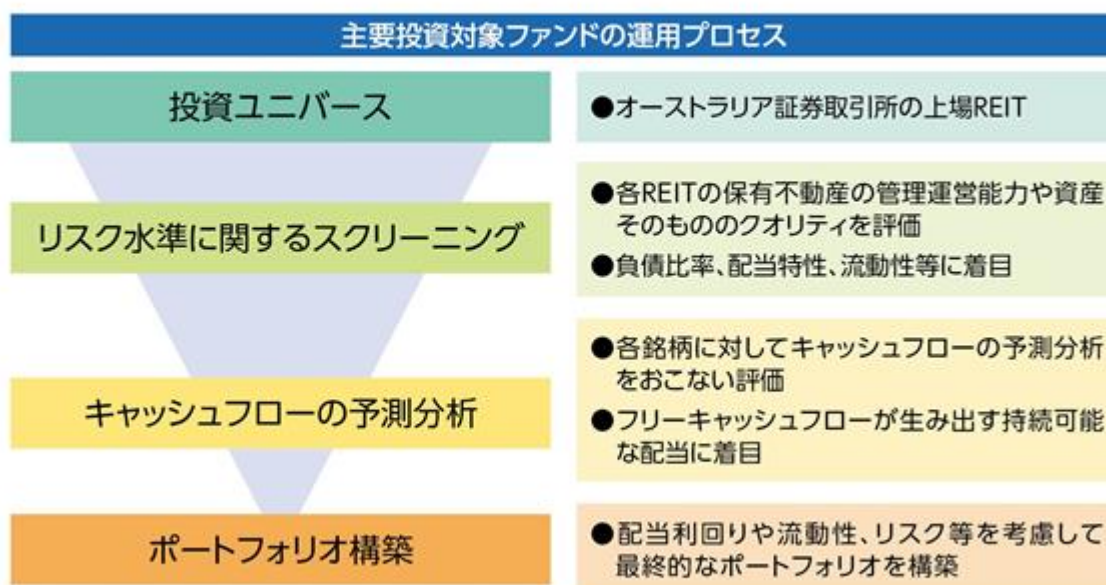 主要投資対象ファンドの運用プロセス
投資ユニバース
●オーストラリア証券取引所の上場REIT
リスク水準に関するスクリーニング
●各REITの保有不動産の管理運営能力や資産
そのもののクオリティを評価
●負債比率、配当特性、流動性等に着目
キャッシュフローの予測分析
●各銘柄に対してキャッシュフローの予測分析
をおこない評価
●フリーキャッシュフローが生み出す持続可能
な配当に着目
ポートフォリオ構築
●配当利回りや流動性、リスク等を考慮して
最終的なポートフォリオを構築